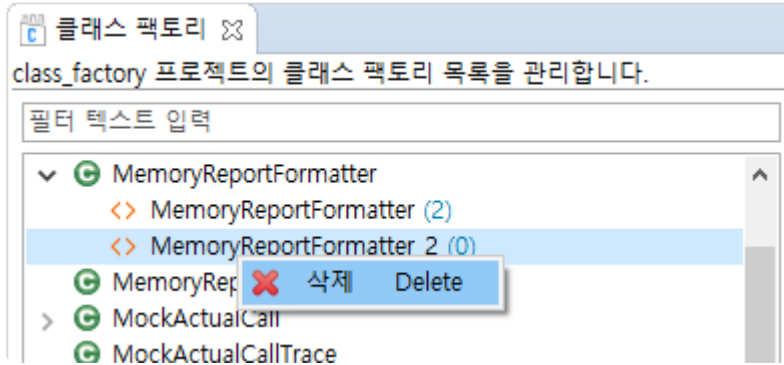 클래스 팩토리
class_factory 프로젝트의 클래스 팩토리 목록을 관리합니다.
필터 텍스트 입력
MemoryReportFormatter
MemoryReportFormatter (2)
MemoryReportFormatter 2 (0)
MemoryRep
삭제 Delete
MockActualCall
MockActualCallTrace